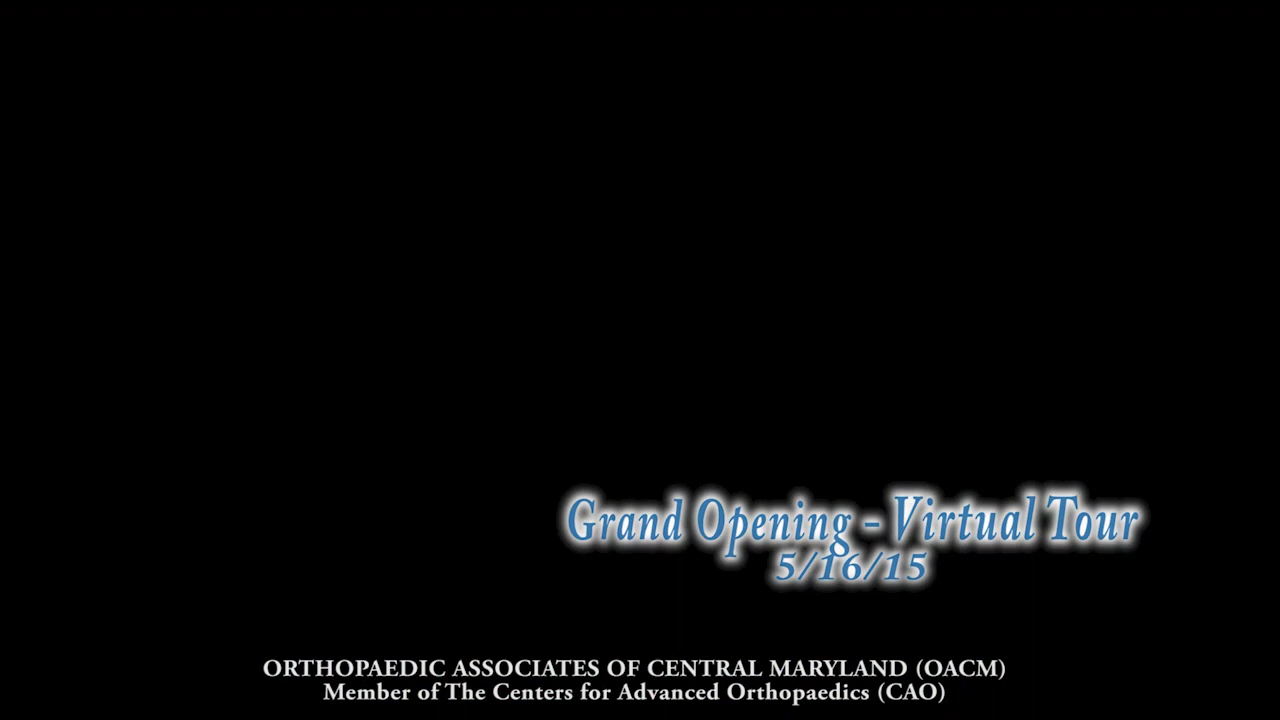 Grand Opening - Virtual Tour
5/16/15
ORTHOPAEDIC ASSOCIATES OF CENTRAL MARYLAND (OACM)
Member of The Centers for Advanced Orthopaedics (CAO)